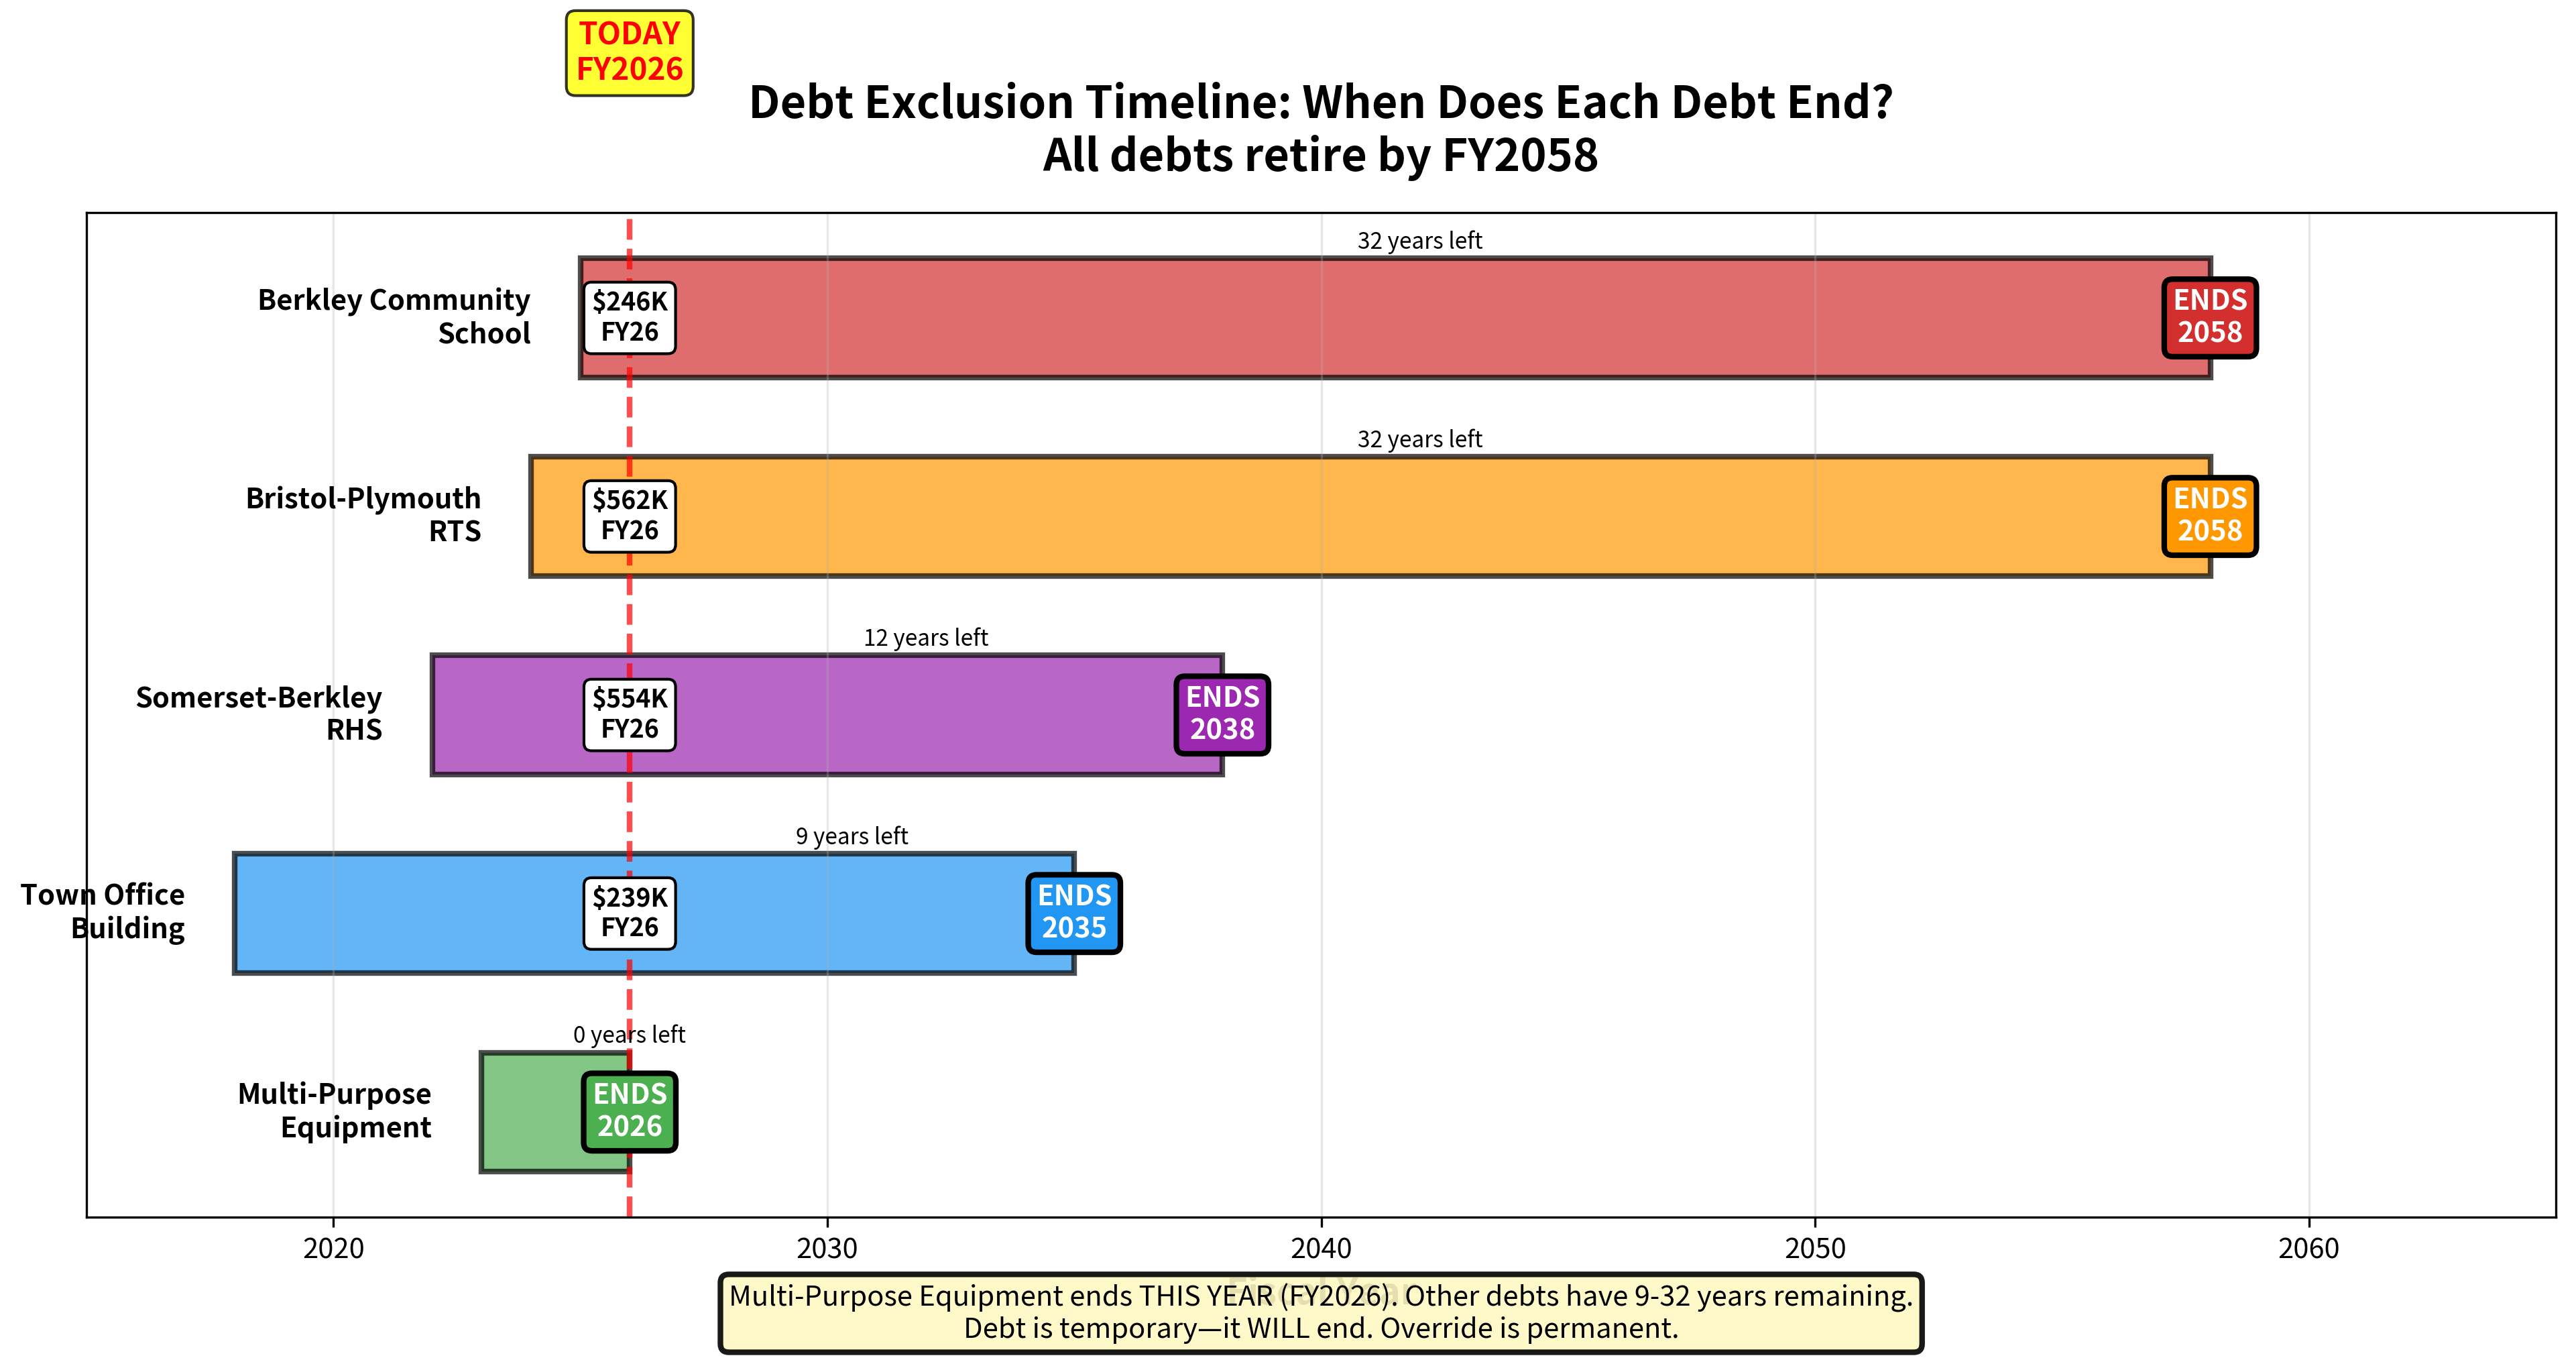 TODAY
FY2026
Debt Exclusion Timeline: When Does Each Debt End?
All debts retire by FY2058
32 years left
Berkley Community
School
$246K
FY26
ENDS
2058
32 years left
Bristol-Plymouth
RTS
$562K
FY26
ENDS
2058
12 years left
Somerset-Berkley
RHS
$554K
FY26
ENDS
2038
9 years left
Town Office
Building
$239K
FY26
ENDS
2035
0 years left
Multi-Purpose
Equipment
ENDS
2026
2020 2030 2040 2050 2060
Fiscal Year
Multi-Purpose Equipment ends THIS YEAR (FY2026). Other debts have 9-32 years remaining.
Debt is temporary—it WILL end. Override is permanent.